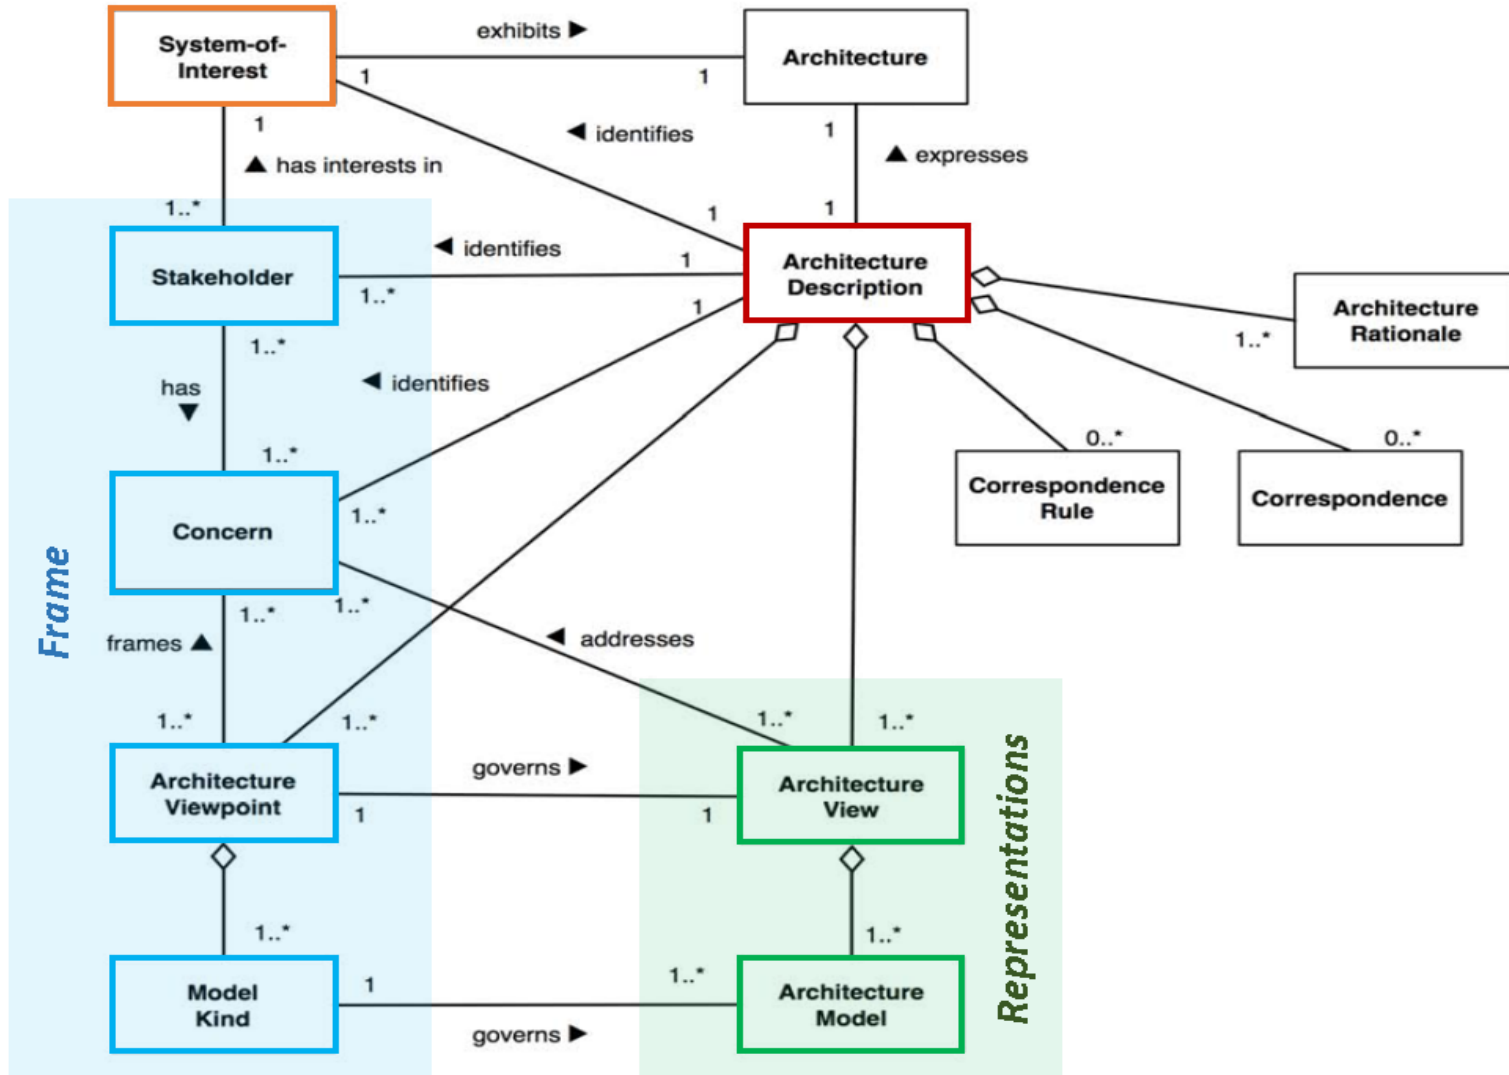 System-of-
Interest
exhibits ►
Architecture
1
1
1
◄ identifies
1
▲ expresses
▲ has interests in
1..*
1
1
Stakeholder
◄ identifies
1
1..*
Architecture
Description
1..*
1
Architecture
Rationale
1..*
has
▼
◄ identifies
1..*
1..*
0..*
0..*
Concern
Correspondence
Rule
Correspondence
Frame
1..*
1..*
frames ▲
◄ addresses
1..*
1..*
1..*
1..*
Architecture
Viewpoint
governs ►
1
1
Architecture
View
Representations
1..*
1..*
Model
Kind
1
1..*
governs ►
Architecture
Model